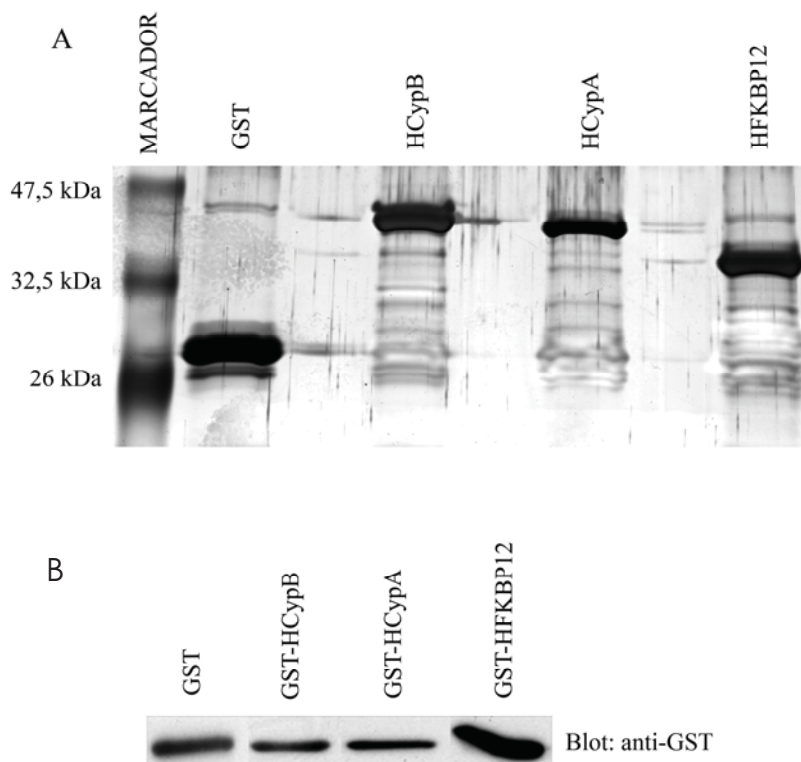 A
MARCADOR
GST
HCypB
HCypA
HFKBP12
47,5 kDa
32,5 kDa
26 kDa
B
GST
GST-HCypB
GST-HCypA
GST-HFKBP12
Blot: anti-GST